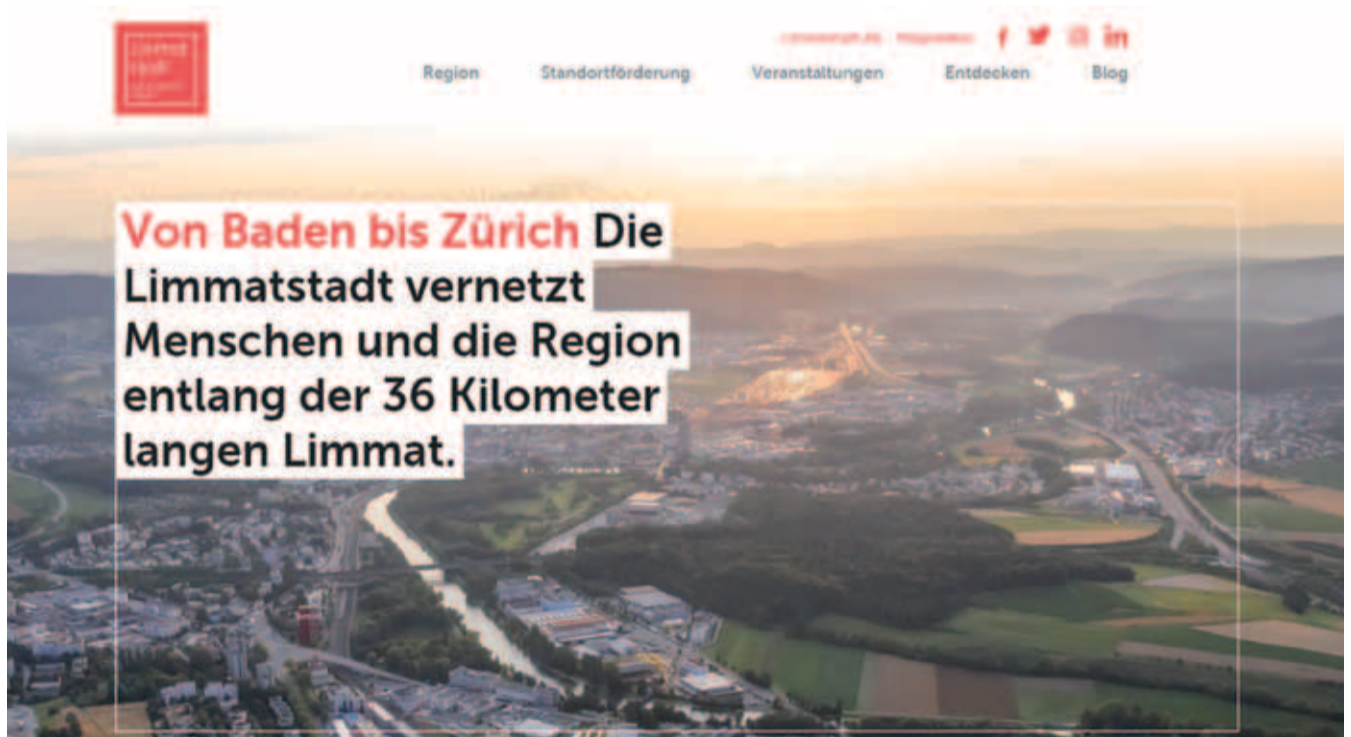 Region Standortförderung Veranstaltungen Entdecken Blog
Von Baden bis Zürich Die
Limmatstadt vernetzt
Menschen und die Region
entlang der 36 Kilometer
langen Limmat.